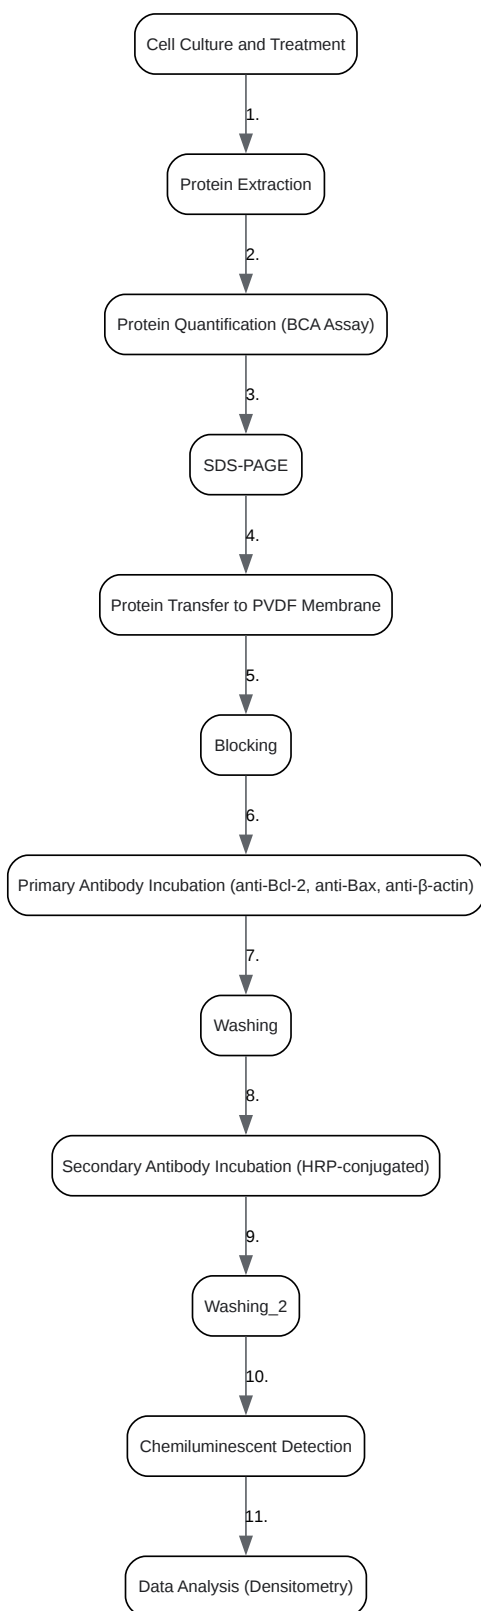 Cell Culture and Treatment
1.
Protein Extraction
2.
Protein Quantification (BCA Assay)
3.
SDS-PAGE
4.
Protein Transfer to PVDF Membrane
5.
Blocking
6.
Primary Antibody Incubation (anti-Bcl-2, anti-Bax, anti-β-actin)
7.
Washing
8.
Secondary Antibody Incubation (HRP-conjugated)
9.
Washing_2
10.
Chemiluminescent Detection
11.
Data Analysis (Densitometry)